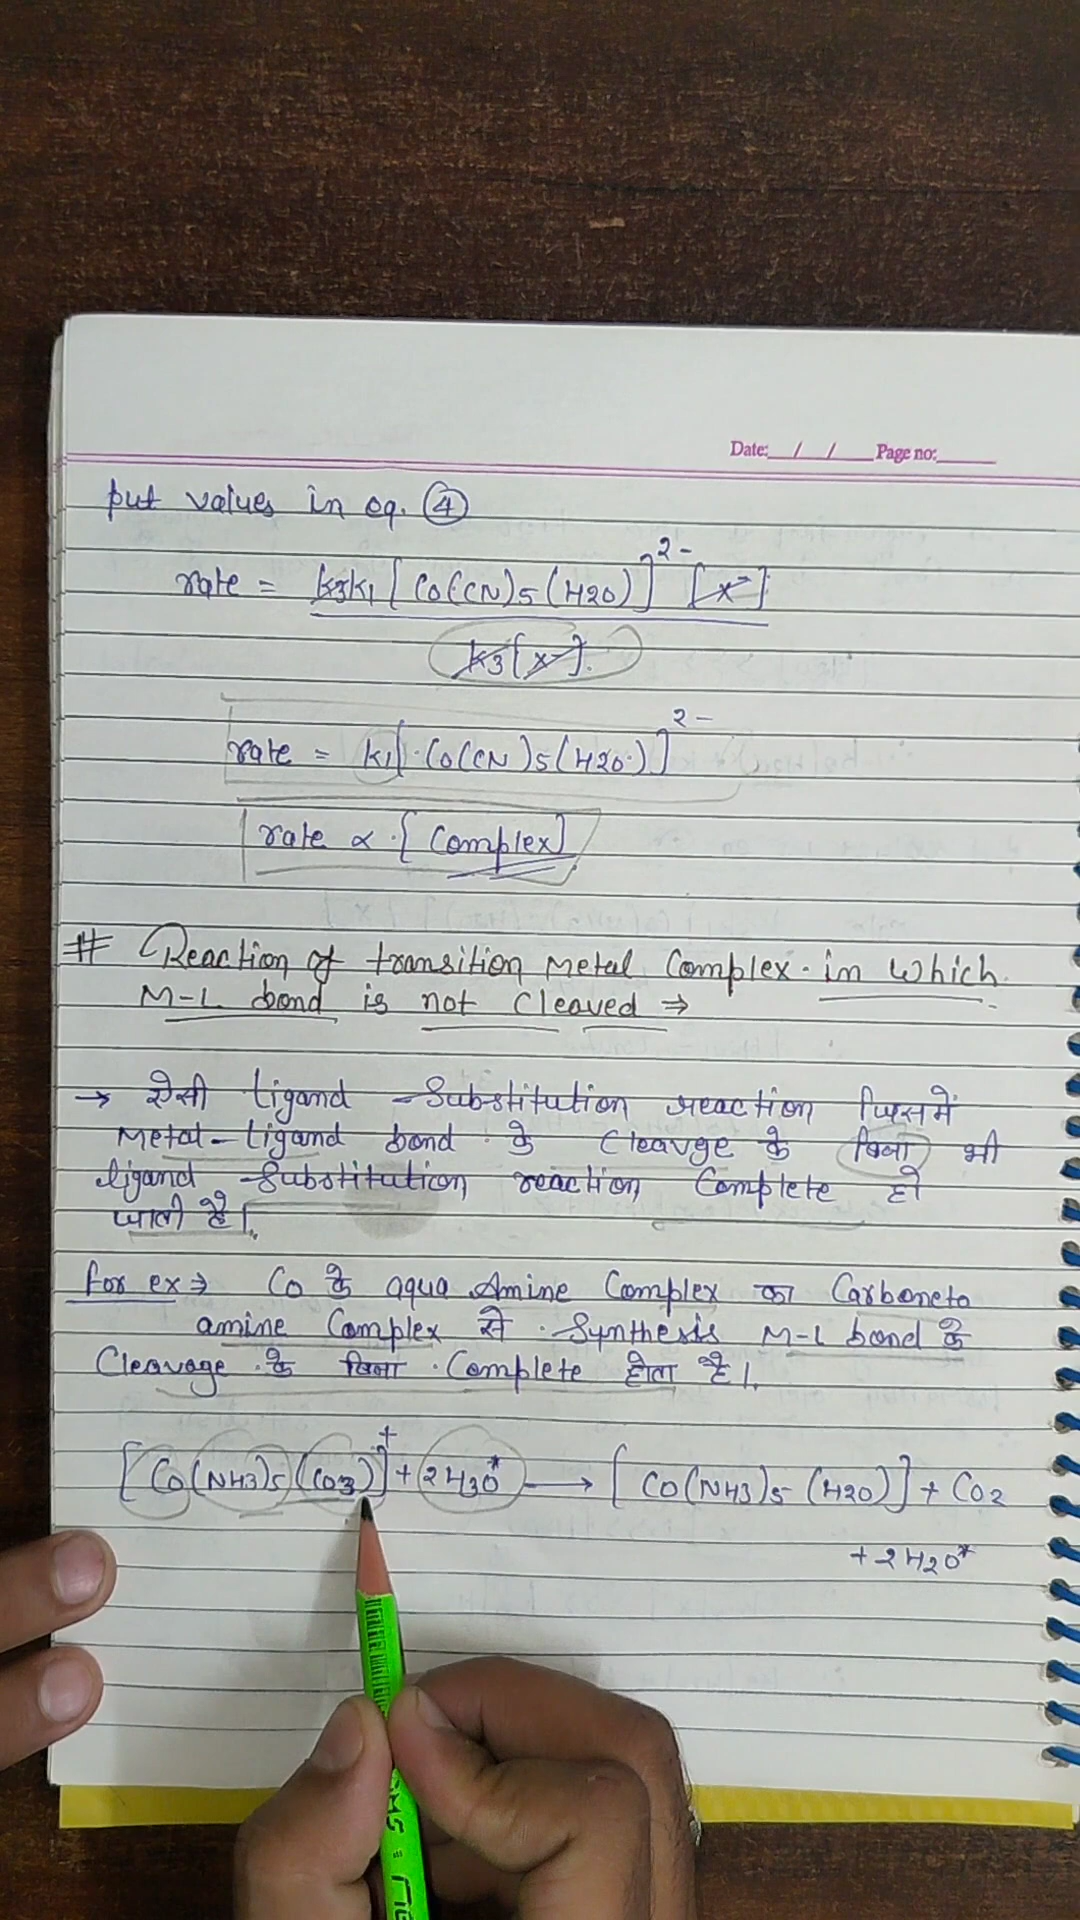 Date: / / Page no:
put values in eq. ④
rate = k3k1 [Co(CN)5(H2O)]²⁻ [x⁻]
k3[x⁻].
rate = k1[Co(CN)5(H2O)]²⁻
rate ∝ [Complex]
# Reaction of transition Metal Complex in which
M-L bond is not Cleaved ⇒
→ ऐसी ligand Substitution reaction जिसमें
Metal-ligand bond के Cleavge के बिना भी
ligand Substitution reaction Complete हो
जाती है।
for ex ⇒ CO के aqua Amine Complex का Carboneto
amine Complex से Synthesis M-L bond के
Cleavage के बिना Complete होता है।
[Co(NH3)5(CO3)]⁺ + 2H3O* → [CO(NH3)5(H2O)] + CO2
+ 2H2O*